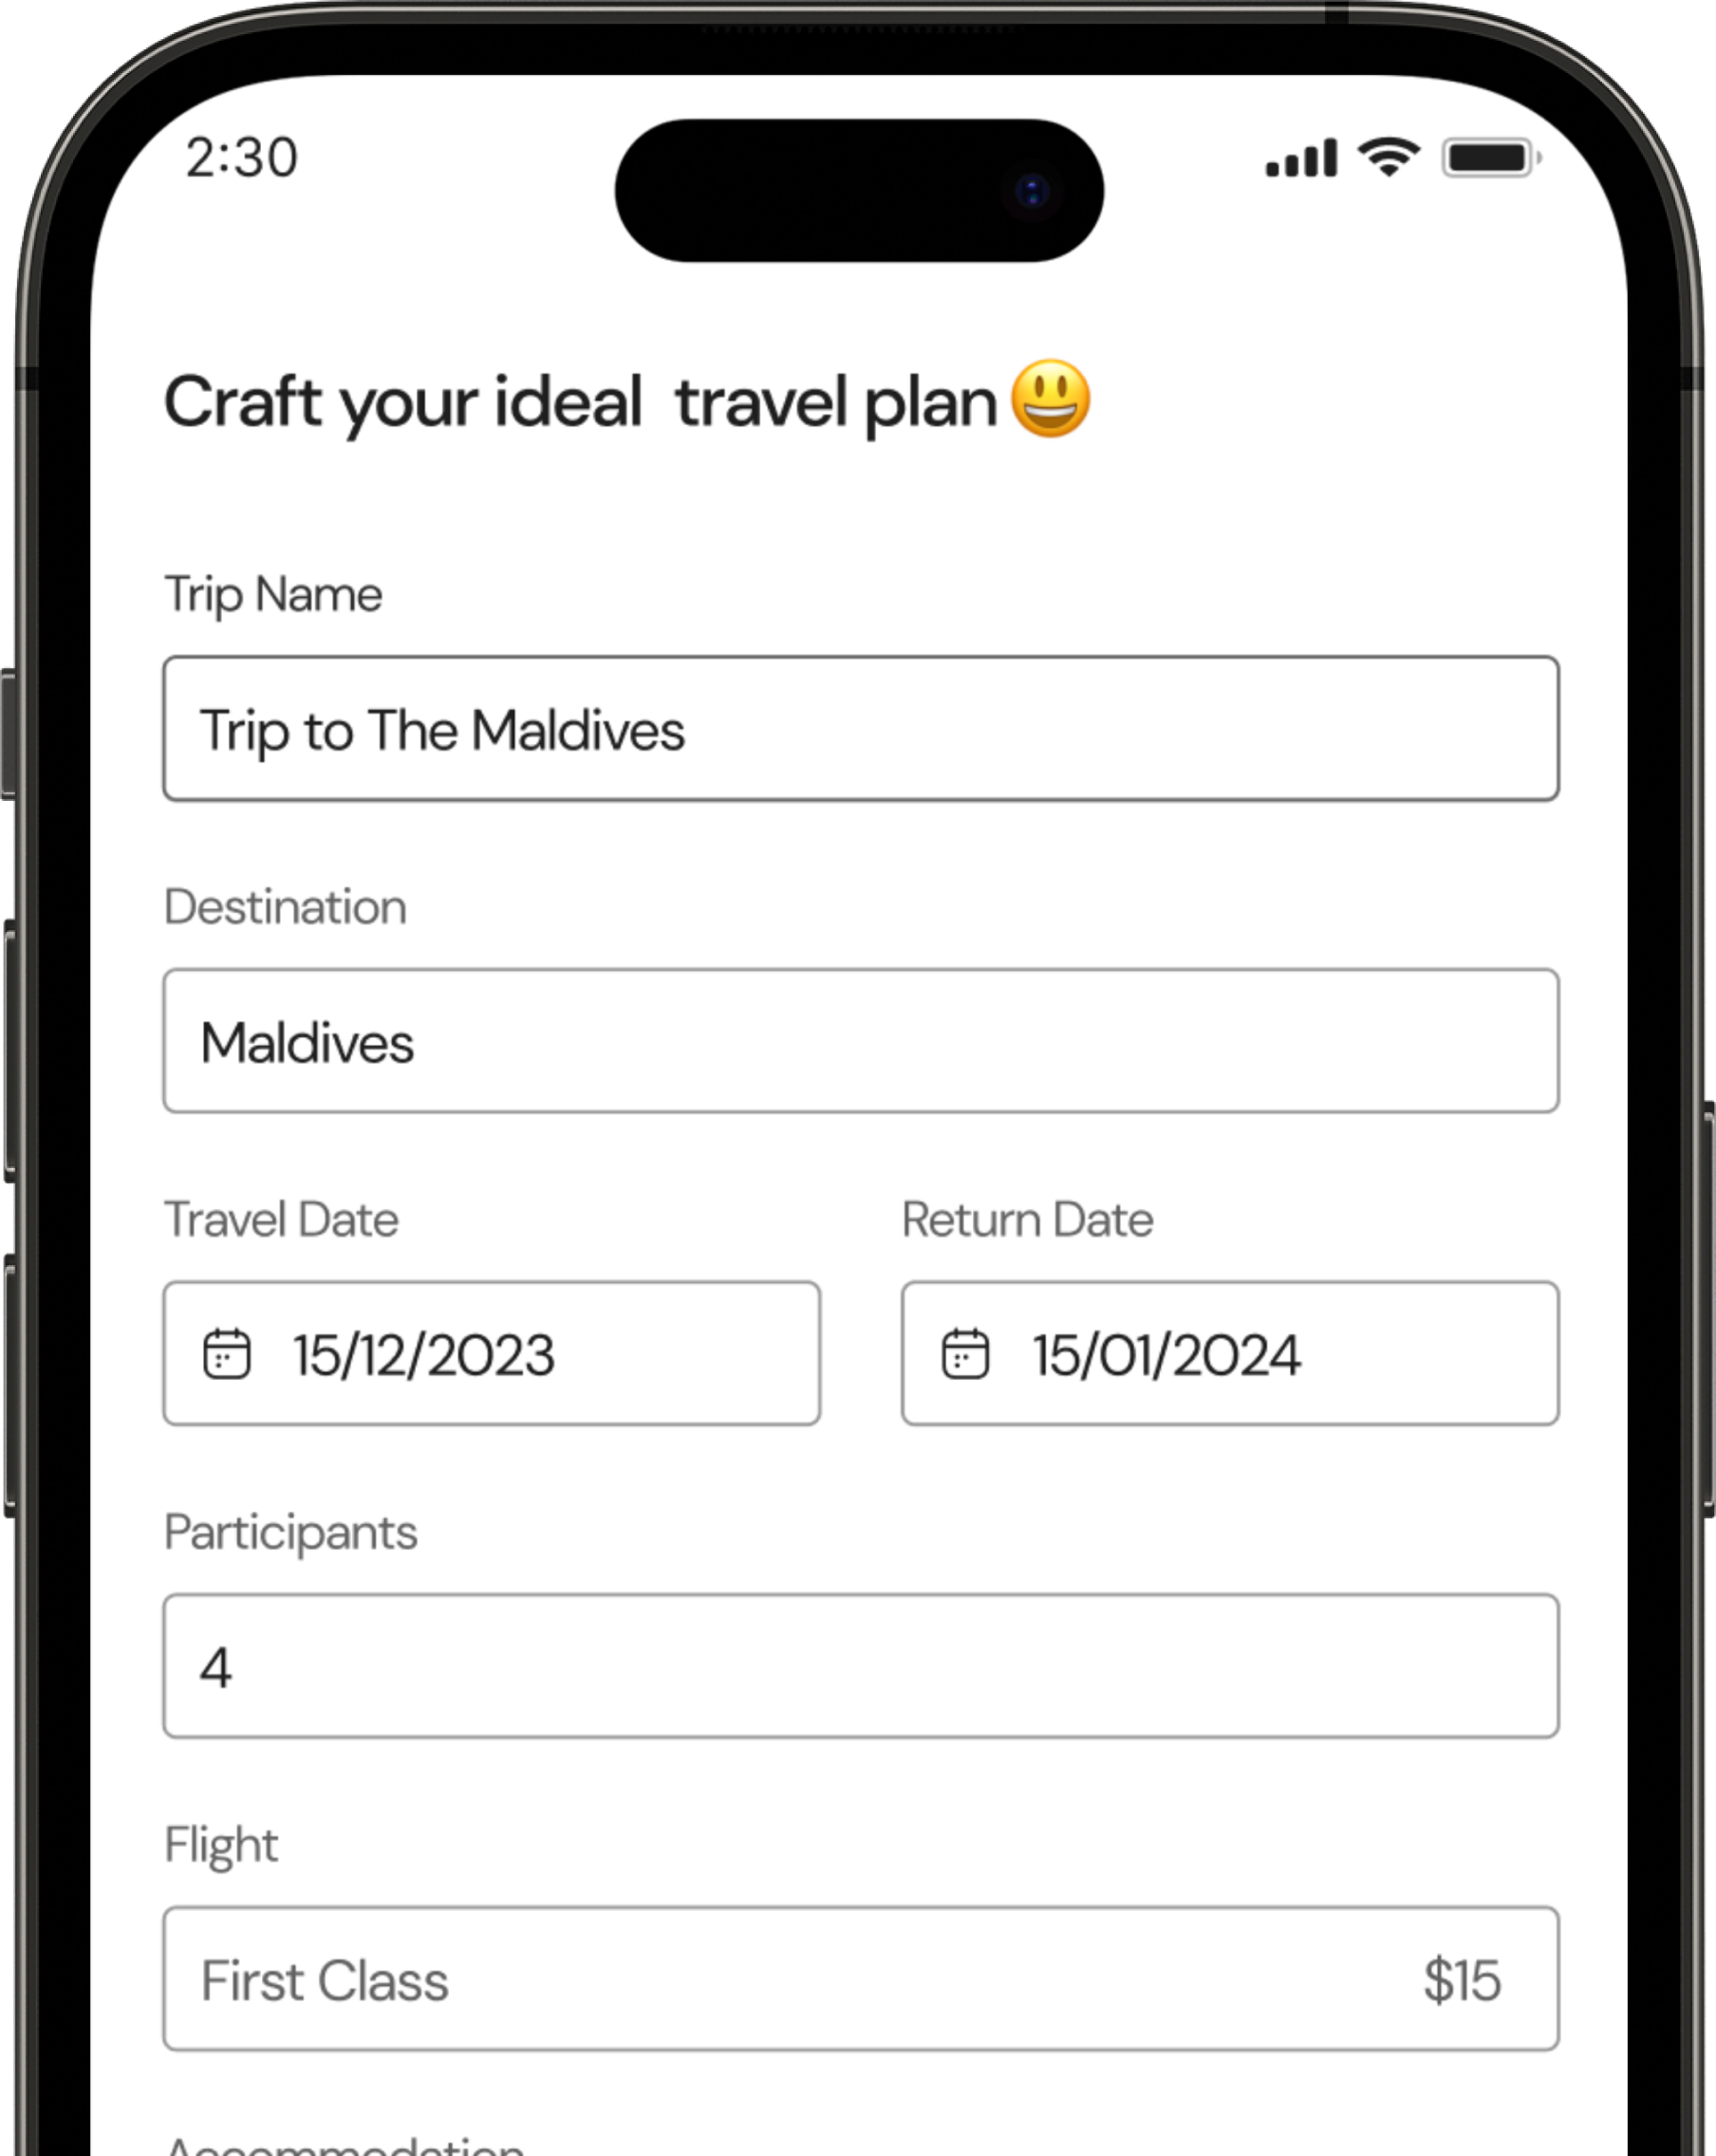 2:30
Craft your ideal  travel plan 😃
Trip Name
Trip to The Maldives
Destination
Maldives
Travel Date Return Date
15/12/2023 15/01/2024
Participants
4
Flight
First Class $15
Accommodation